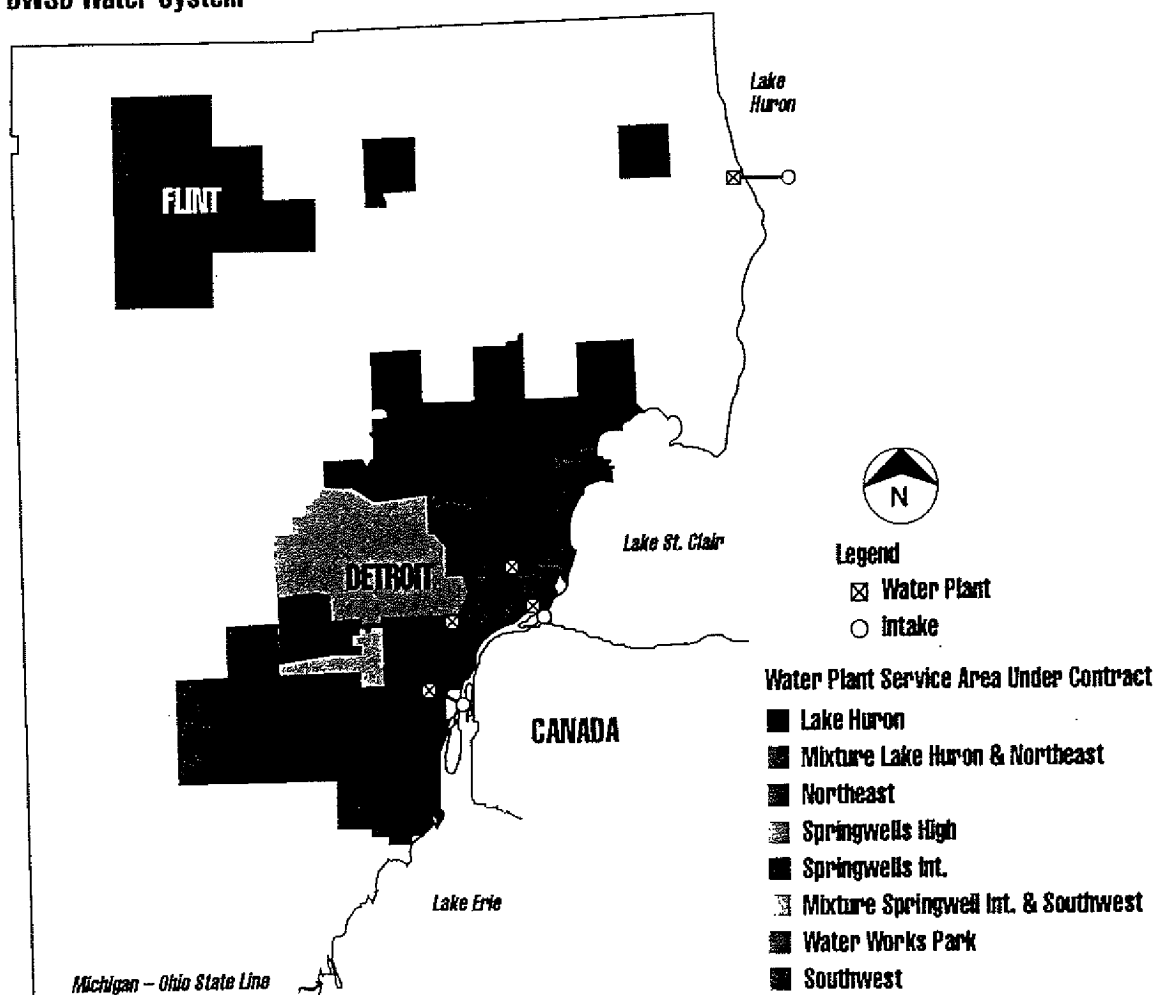 DWSD Water System
Lake
Huron
FLINT
Lake St. Clair
DETROIT
N
Legend
Water Plant
Intake
CANADA
Water Plant Service Area Under Contract
Lake Huron
Mixture Lake Huron & Northeast
Northeast
Springwells High
Springwells Int.
Mixture Springwell Int. & Southwest
Water Works Park
Southwest
Lake Erie
Michigan – Ohio State Line